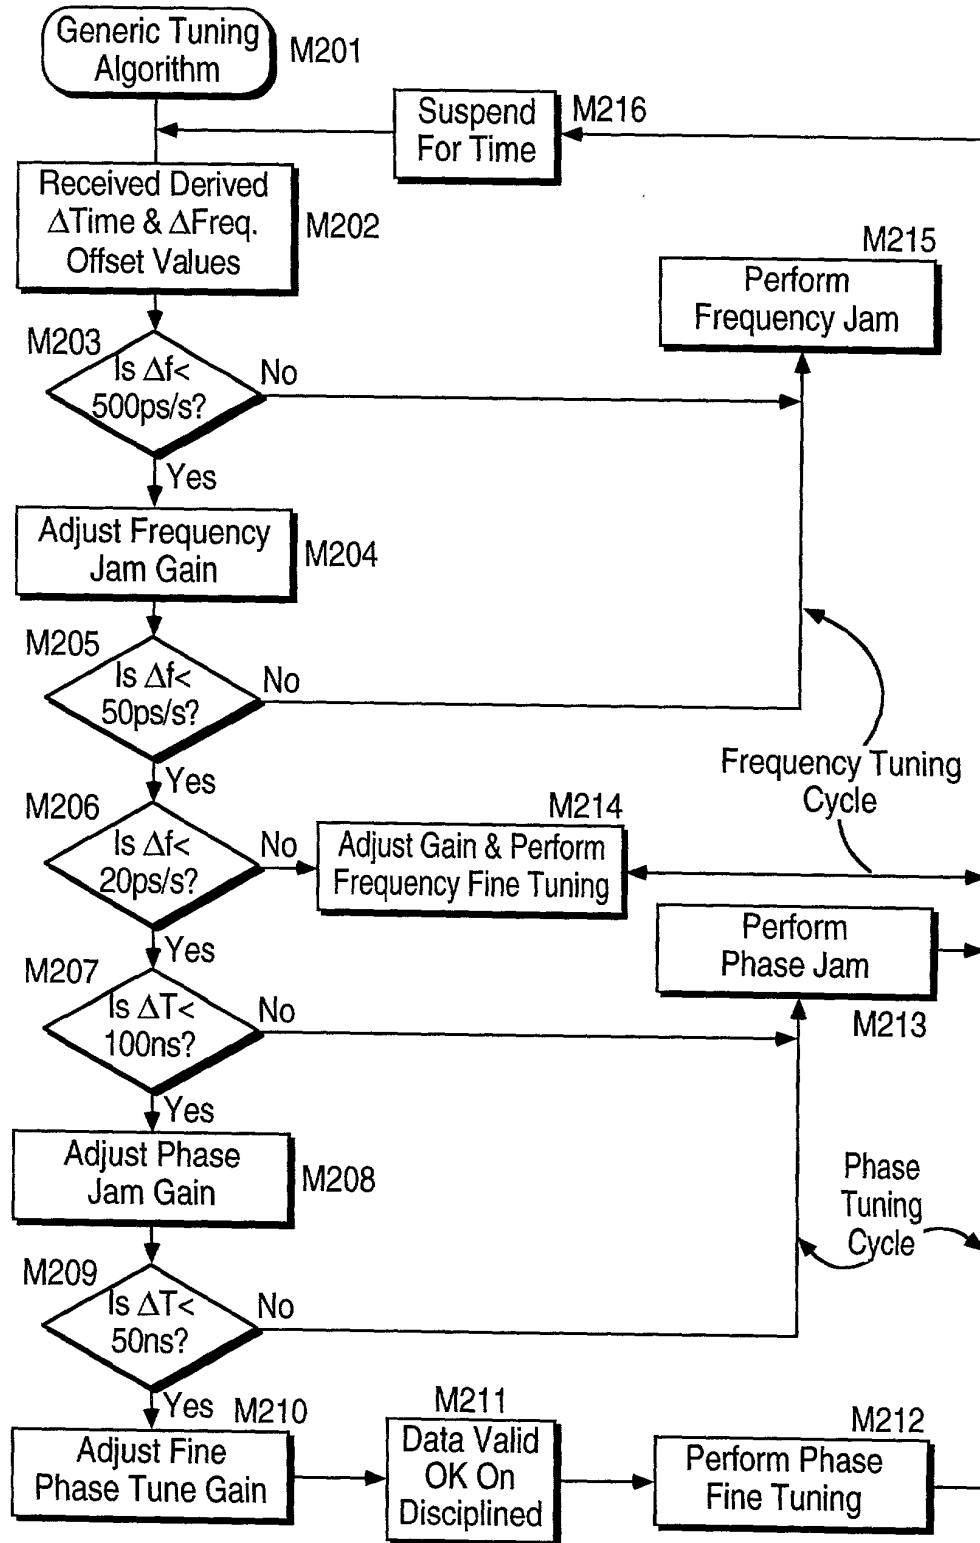 Generic Tuning
Algorithm
M201
Suspend
For Time
M216
Received Derived
ΔTime & ΔFreq.
Offset Values
M202
M215
Perform
Frequency Jam
M203
Is Δf<
500ps/s?
No
Yes
Adjust Frequency
Jam Gain
M204
M205
Is Δf<
50ps/s?
No
Yes
Frequency Tuning
Cycle
M206
Is Δf<
20ps/s?
No
M214
Adjust Gain & Perform
Frequency Fine Tuning
Yes
Perform
Phase Jam
M213
M207
Is ΔT<
100ns?
No
Yes
Adjust Phase
Jam Gain
M208
Phase
Tuning
Cycle
M209
Is ΔT<
50ns?
No
Yes
M210
Adjust Fine
Phase Tune Gain
M211
Data Valid
OK On
Disciplined
M212
Perform Phase
Fine Tuning